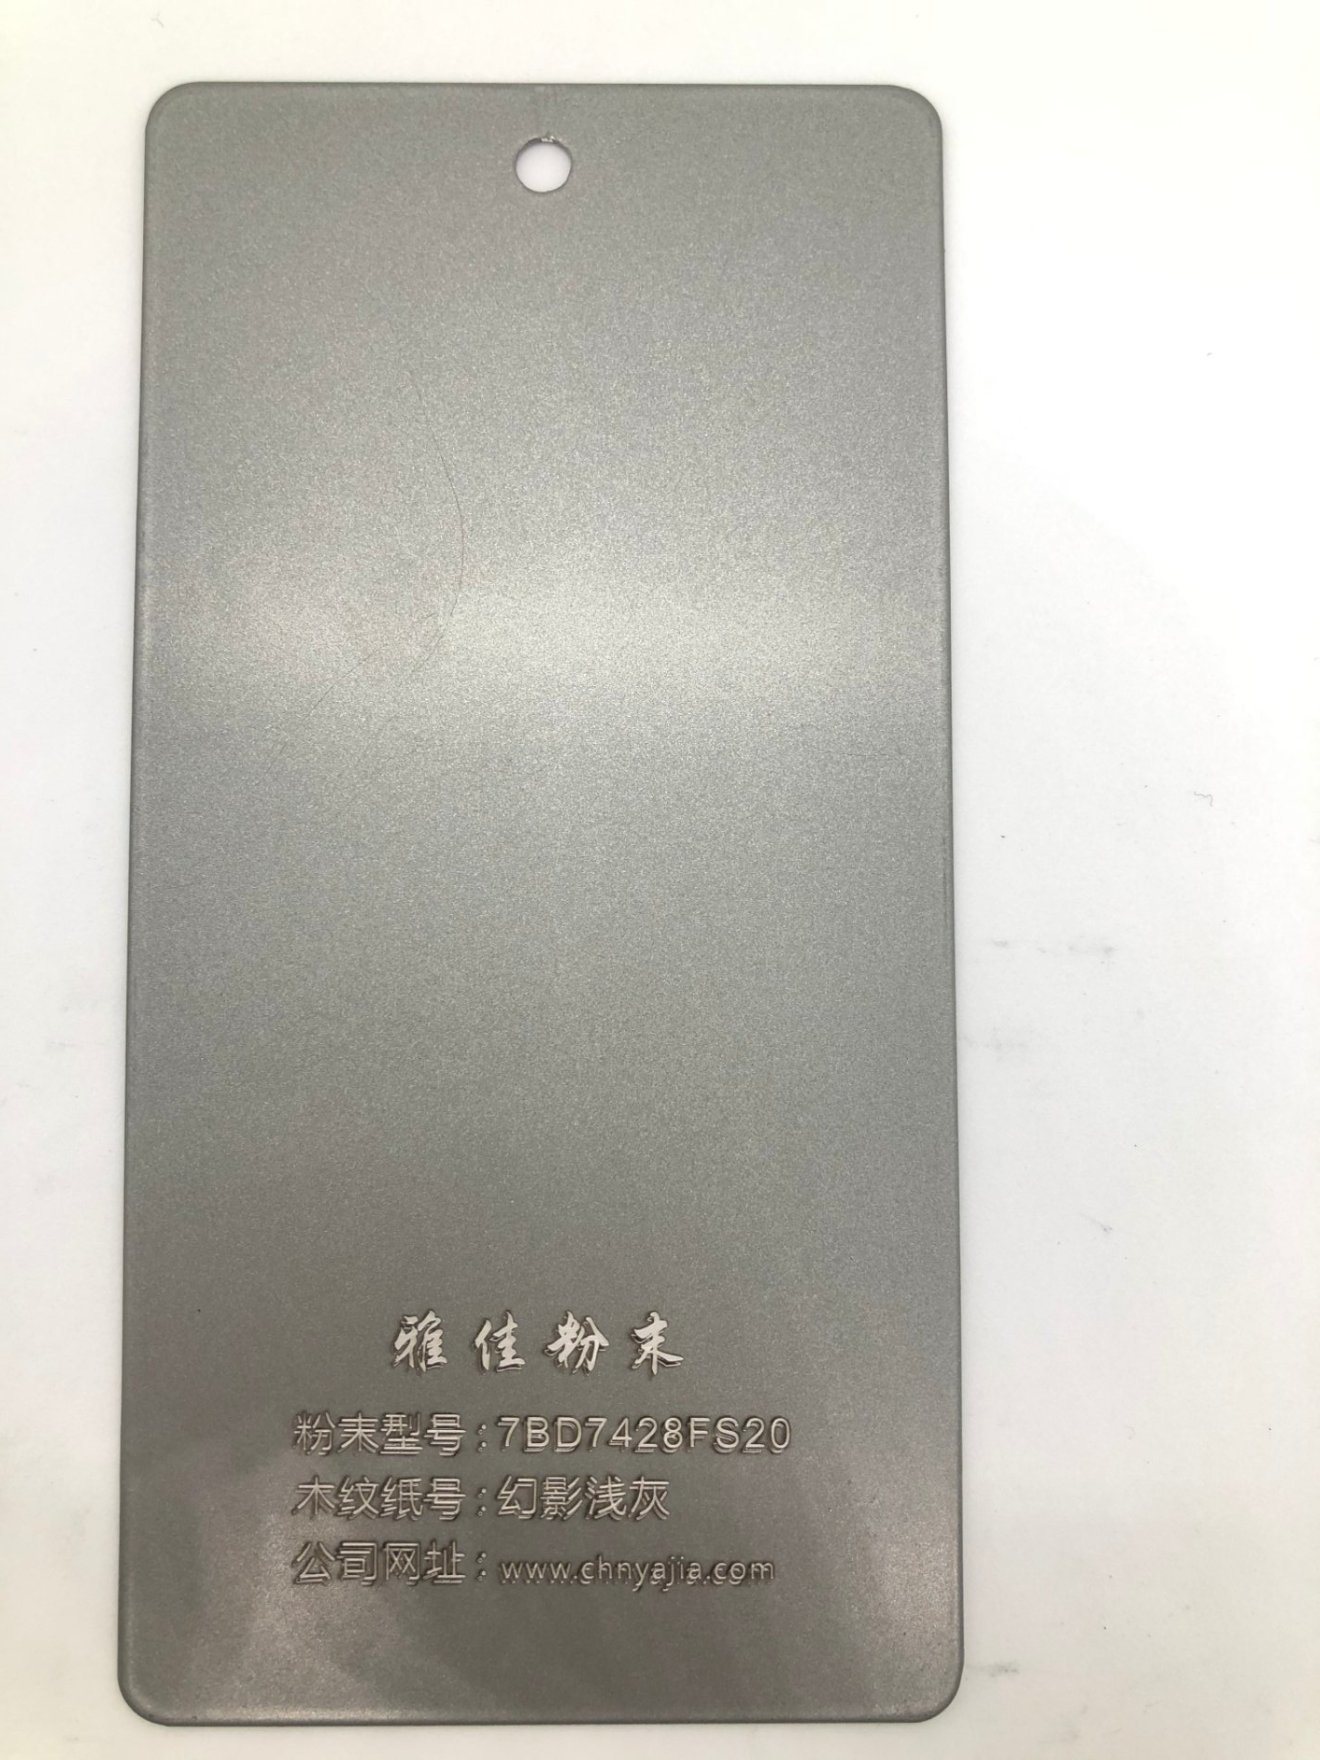 雅佳粉末
粉末型号:7BD7428FS20
木纹纸号:幻影浅灰
公司网址:www.chnyajia.com